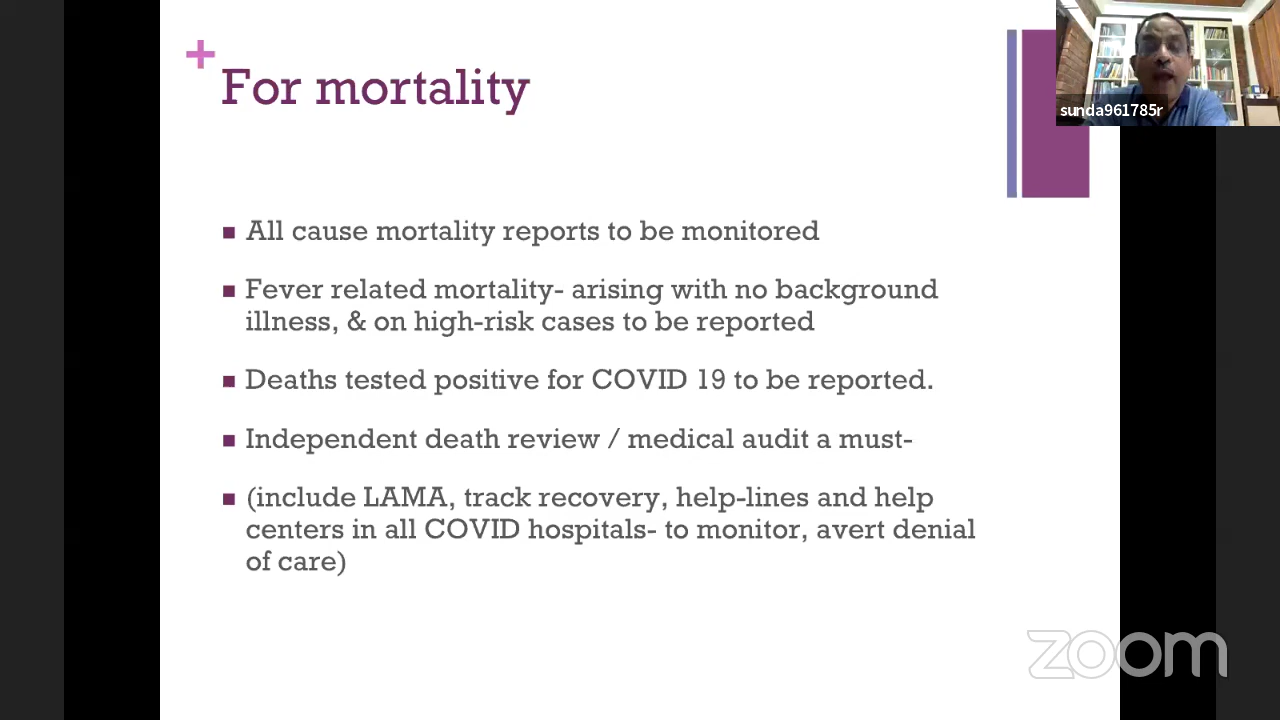 +
For mortality
sunda961785r
■ All cause mortality reports to be monitored
■ Fever related mortality- arising with no background
illness, & on high-risk cases to be reported
■ Deaths tested positive for COVID 19 to be reported.
■ Independent death review / medical audit a must-
■ (include LAMA, track recovery, help-lines and help
centers in all COVID hospitals- to monitor, avert denial
of care)
zoom